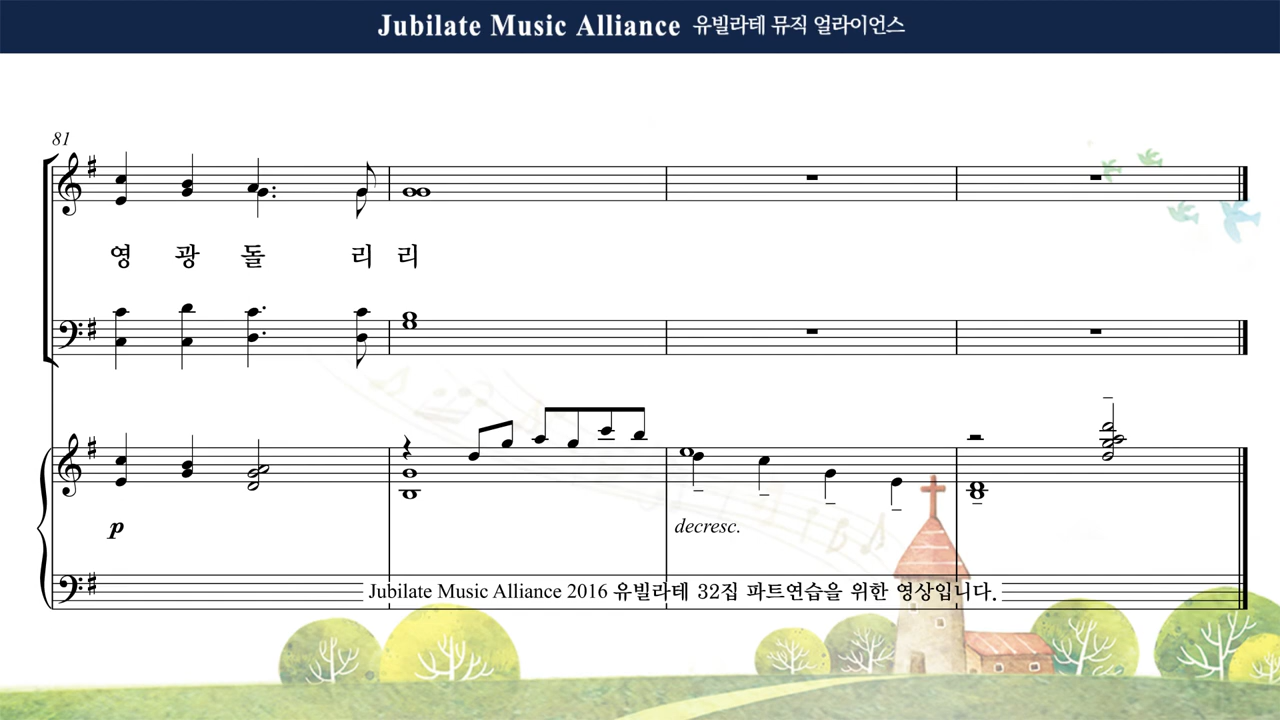 Jubilate Music Alliance 유빌라테 뮤직 얼라이언스
81
영 광 돌 리 리
p
decresc.
Jubilate Music Alliance 2016 유빌라테 32집 파트연습을 위한 영상입니다.